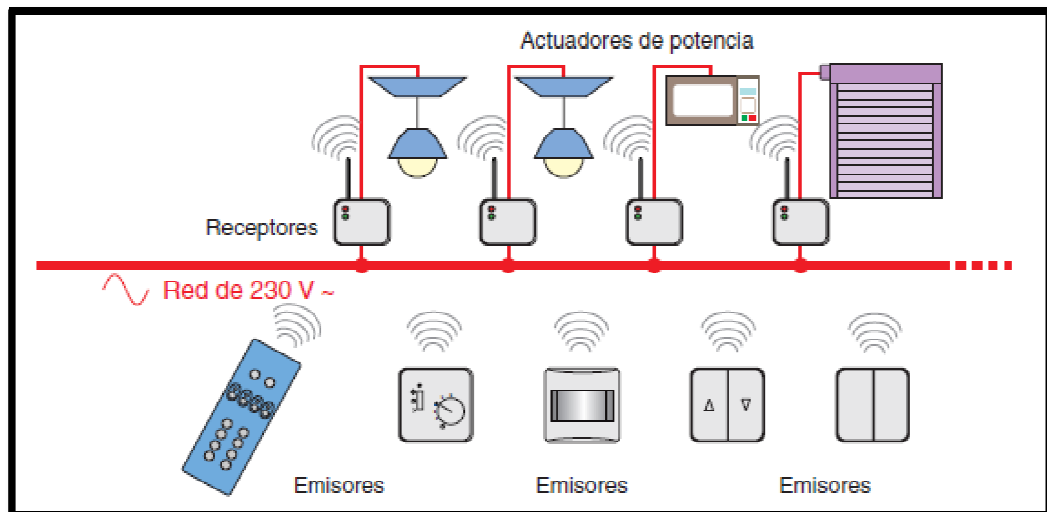 Actuadores de potencia
Receptores
Red de 230 V ~
Emisores
Emisores
Emisores